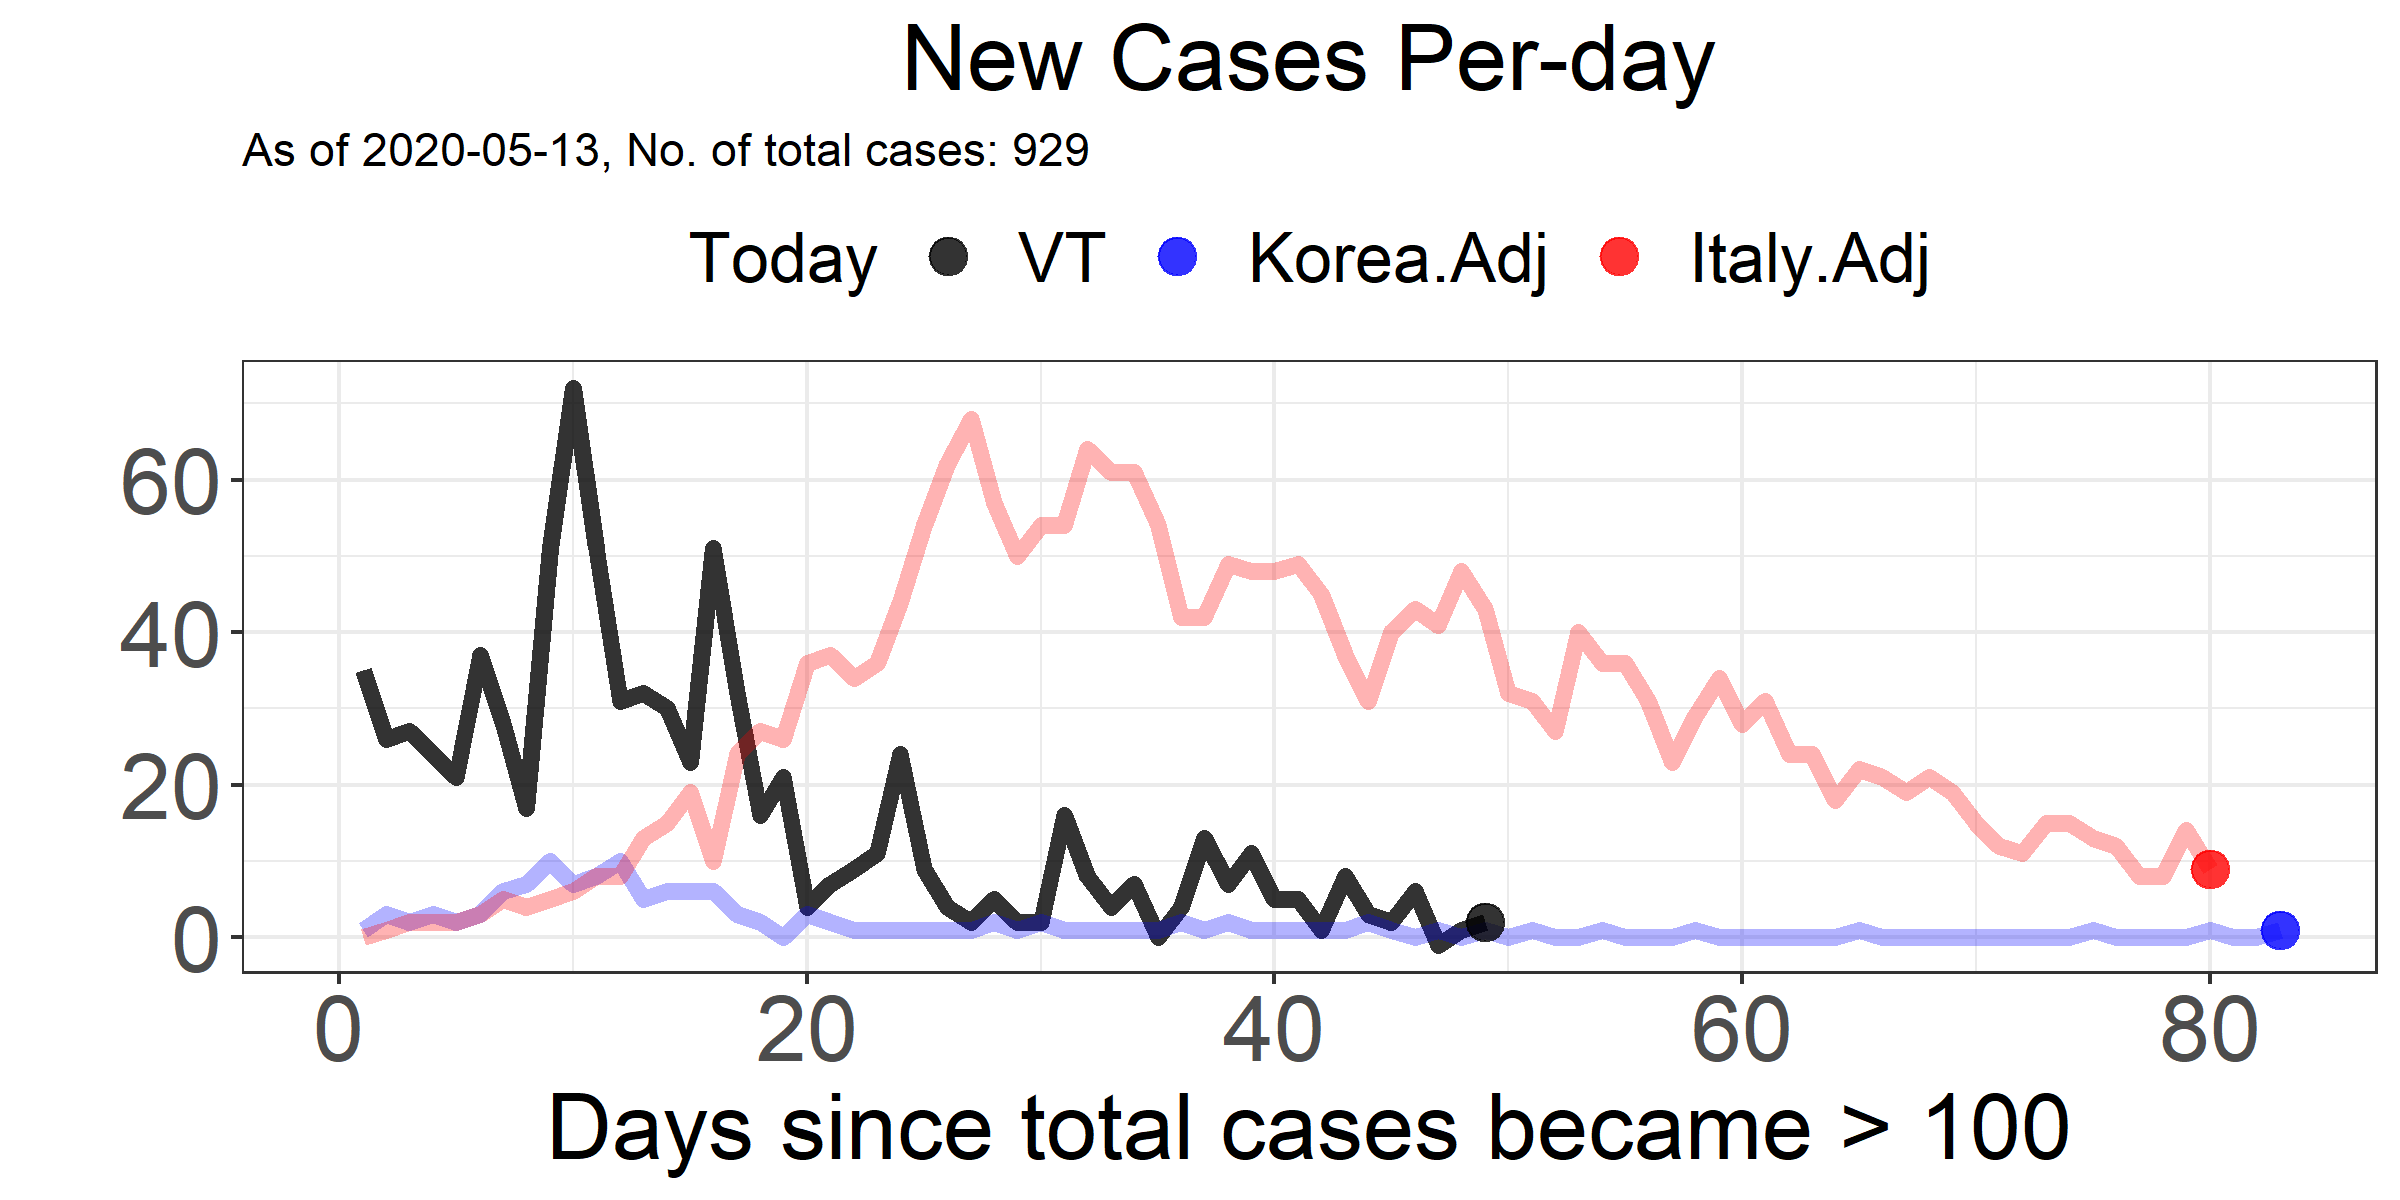 New Cases Per-day
As of 2020-05-13, No. of total cases: 929
Today VT Korea.Adj Italy.Adj
60
40
20
0
0 20 40 60 80
Days since total cases became > 100